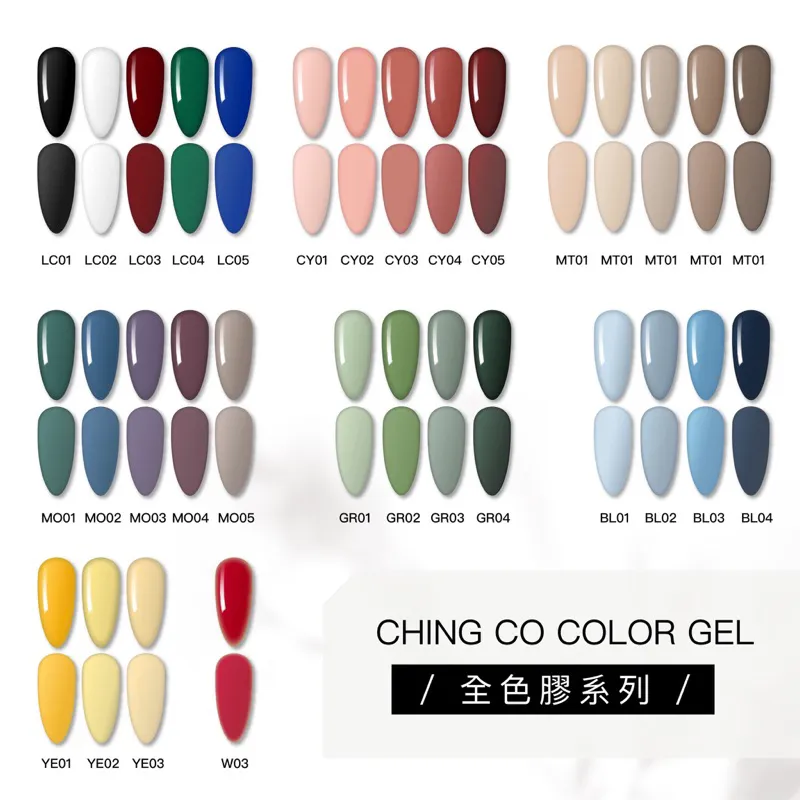 LC01 LC02 LC03 LC04 LC05
CY01 CY02 CY03 CY04 CY05
MT01 MT01 MT01 MT01 MT01
MO01 MO02 MO03 MO04 MO05
GR01 GR02 GR03 GR04
BL01 BL02 BL03 BL04
YE01 YE02 YE03
W03
CHING CO COLOR GEL
/ 全色膠系列 /